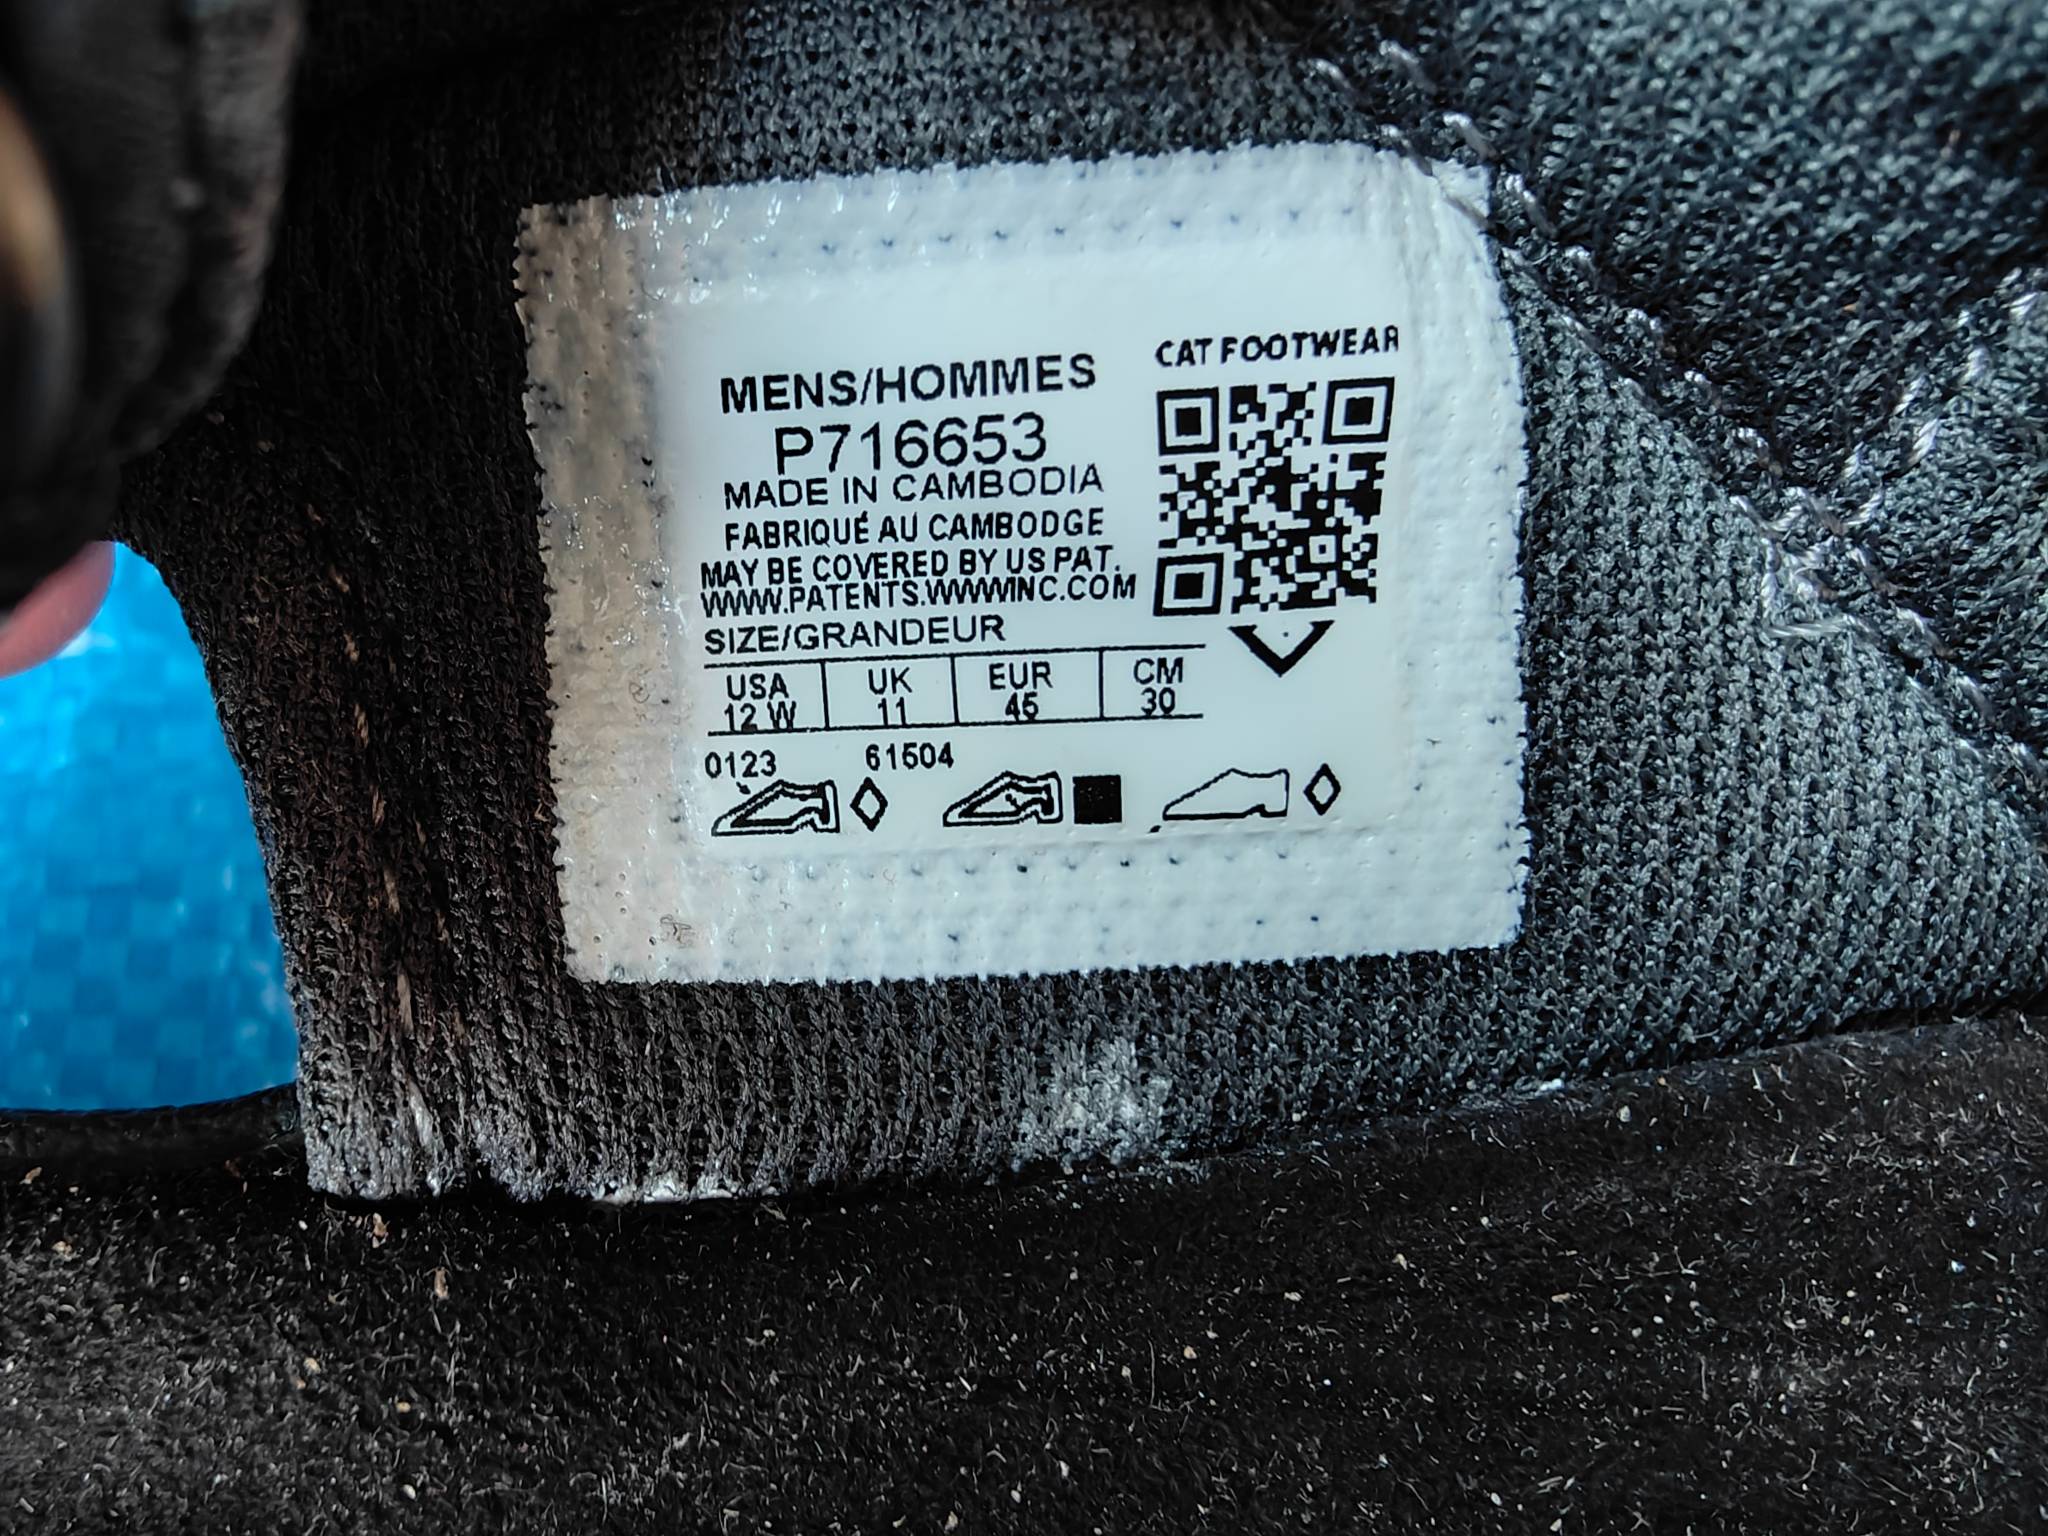 MENS/HOMMES
P716653
MADE IN CAMBODIA
FABRIQUÉ AU CAMBODGE
MAY BE COVERED BY US PAT.
WWW.PATENTS.WWWINC.COM
SIZE/GRANDEUR
USA UK EUR CM
12 W 11 45 30
0123 61504
CAT FOOTWEAR